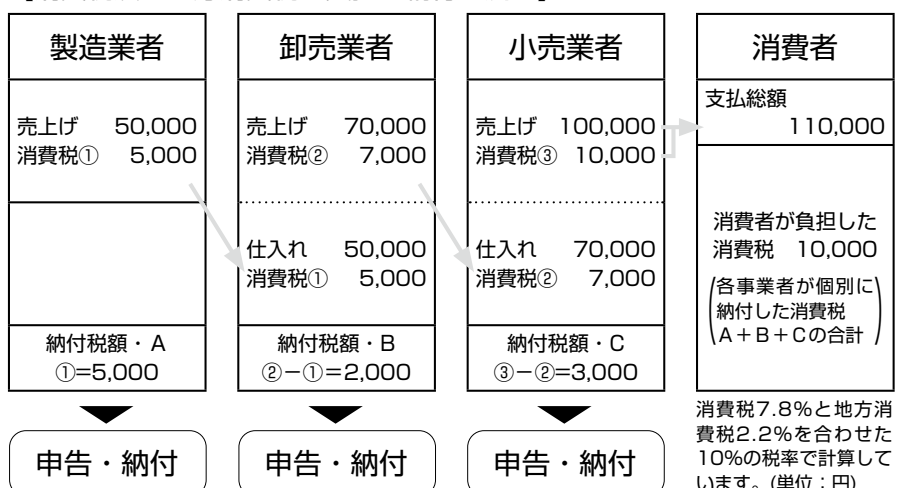 製造業者
売上げ 50,000
消費税① 5,000
納付税額・A
①=5,000
申告・納付
卸売業者
売上げ 70,000
消費税② 7,000
仕入れ 50,000
消費税① 5,000
納付税額・B
②－①=2,000
申告・納付
小売業者
売上げ 100,000
消費税③ 10,000
仕入れ 70,000
消費税② 7,000
納付税額・C
③－②=3,000
申告・納付
消費者
支払総額
110,000
消費者が負担した
消費税 10,000
(各事業者が個別に
納付した消費税
A＋B＋Cの合計)
消費税7.8%と地方消
費税2.2%を合わせた
10%の税率で計算して
います。(単位：円)